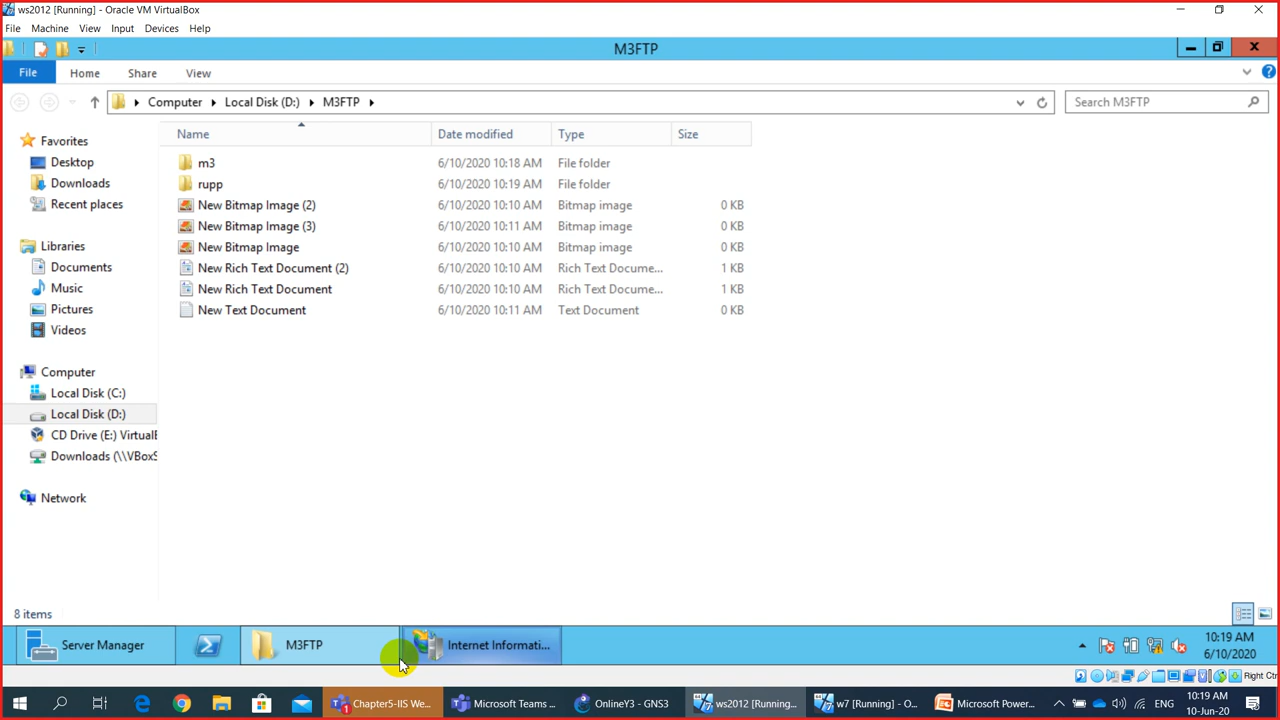 ws2012 [Running] - Oracle VM VirtualBox
File Machine View Input Devices Help
M3FTP
File Home Share View
Computer Local Disk (D:) M3FTP
Search M3FTP
Name Date modified Type Size
Favorites
Desktop
Downloads
Recent places
Libraries
Documents
Music
Pictures
Videos
Computer
Local Disk (C:)
Local Disk (D:)
CD Drive (E:) Virtual
Downloads (\\VBoxS
Network
m3 6/10/2020 10:18 AM File folder
rupp 6/10/2020 10:19 AM File folder
New Bitmap Image (2) 6/10/2020 10:10 AM Bitmap image 0 KB
New Bitmap Image (3) 6/10/2020 10:11 AM Bitmap image 0 KB
New Bitmap Image 6/10/2020 10:10 AM Bitmap image 0 KB
New Rich Text Document (2) 6/10/2020 10:10 AM Rich Text Docume... 1 KB
New Rich Text Document 6/10/2020 10:10 AM Rich Text Docume... 1 KB
New Text Document 6/10/2020 10:11 AM Text Document 0 KB
8 items
Server Manager M3FTP Internet Informati... 10:19 AM
6/10/2020
Right Ctr
Chapter5-IIS We... Microsoft Teams ... OnlineY3 - GNS3 ws2012 [Running... w7 [Running] - O... Microsoft Power... ENG 10:19 AM
10-Jun-20